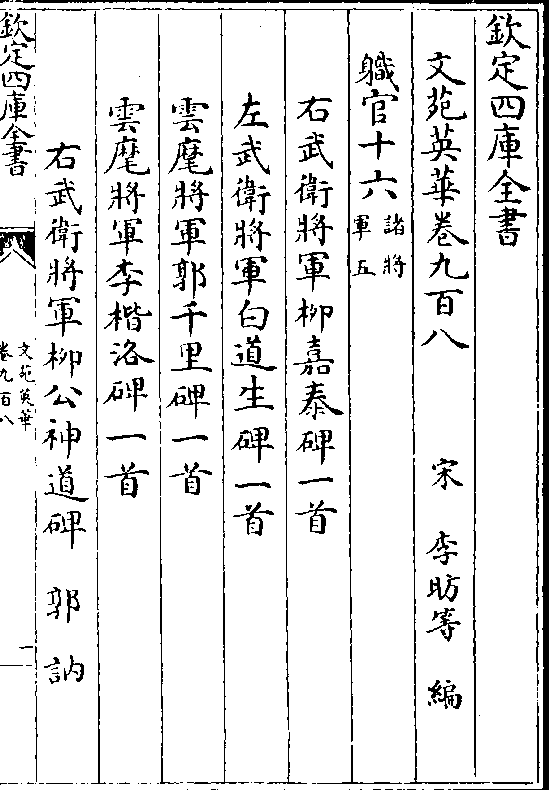 欽定四庫全書
文苑英華卷九百八　宋　李昉等　編
職官十六諸將軍五
右武衛將軍柳嘉泰碑一首
左武衛將軍白道生碑一首
雲麾將軍郭千里碑一首
雲麾將軍李楷洛碑一首
右武衛將軍柳公神道碑　郭訥
欽定四庫全書
文苑英華
卷九百八
一